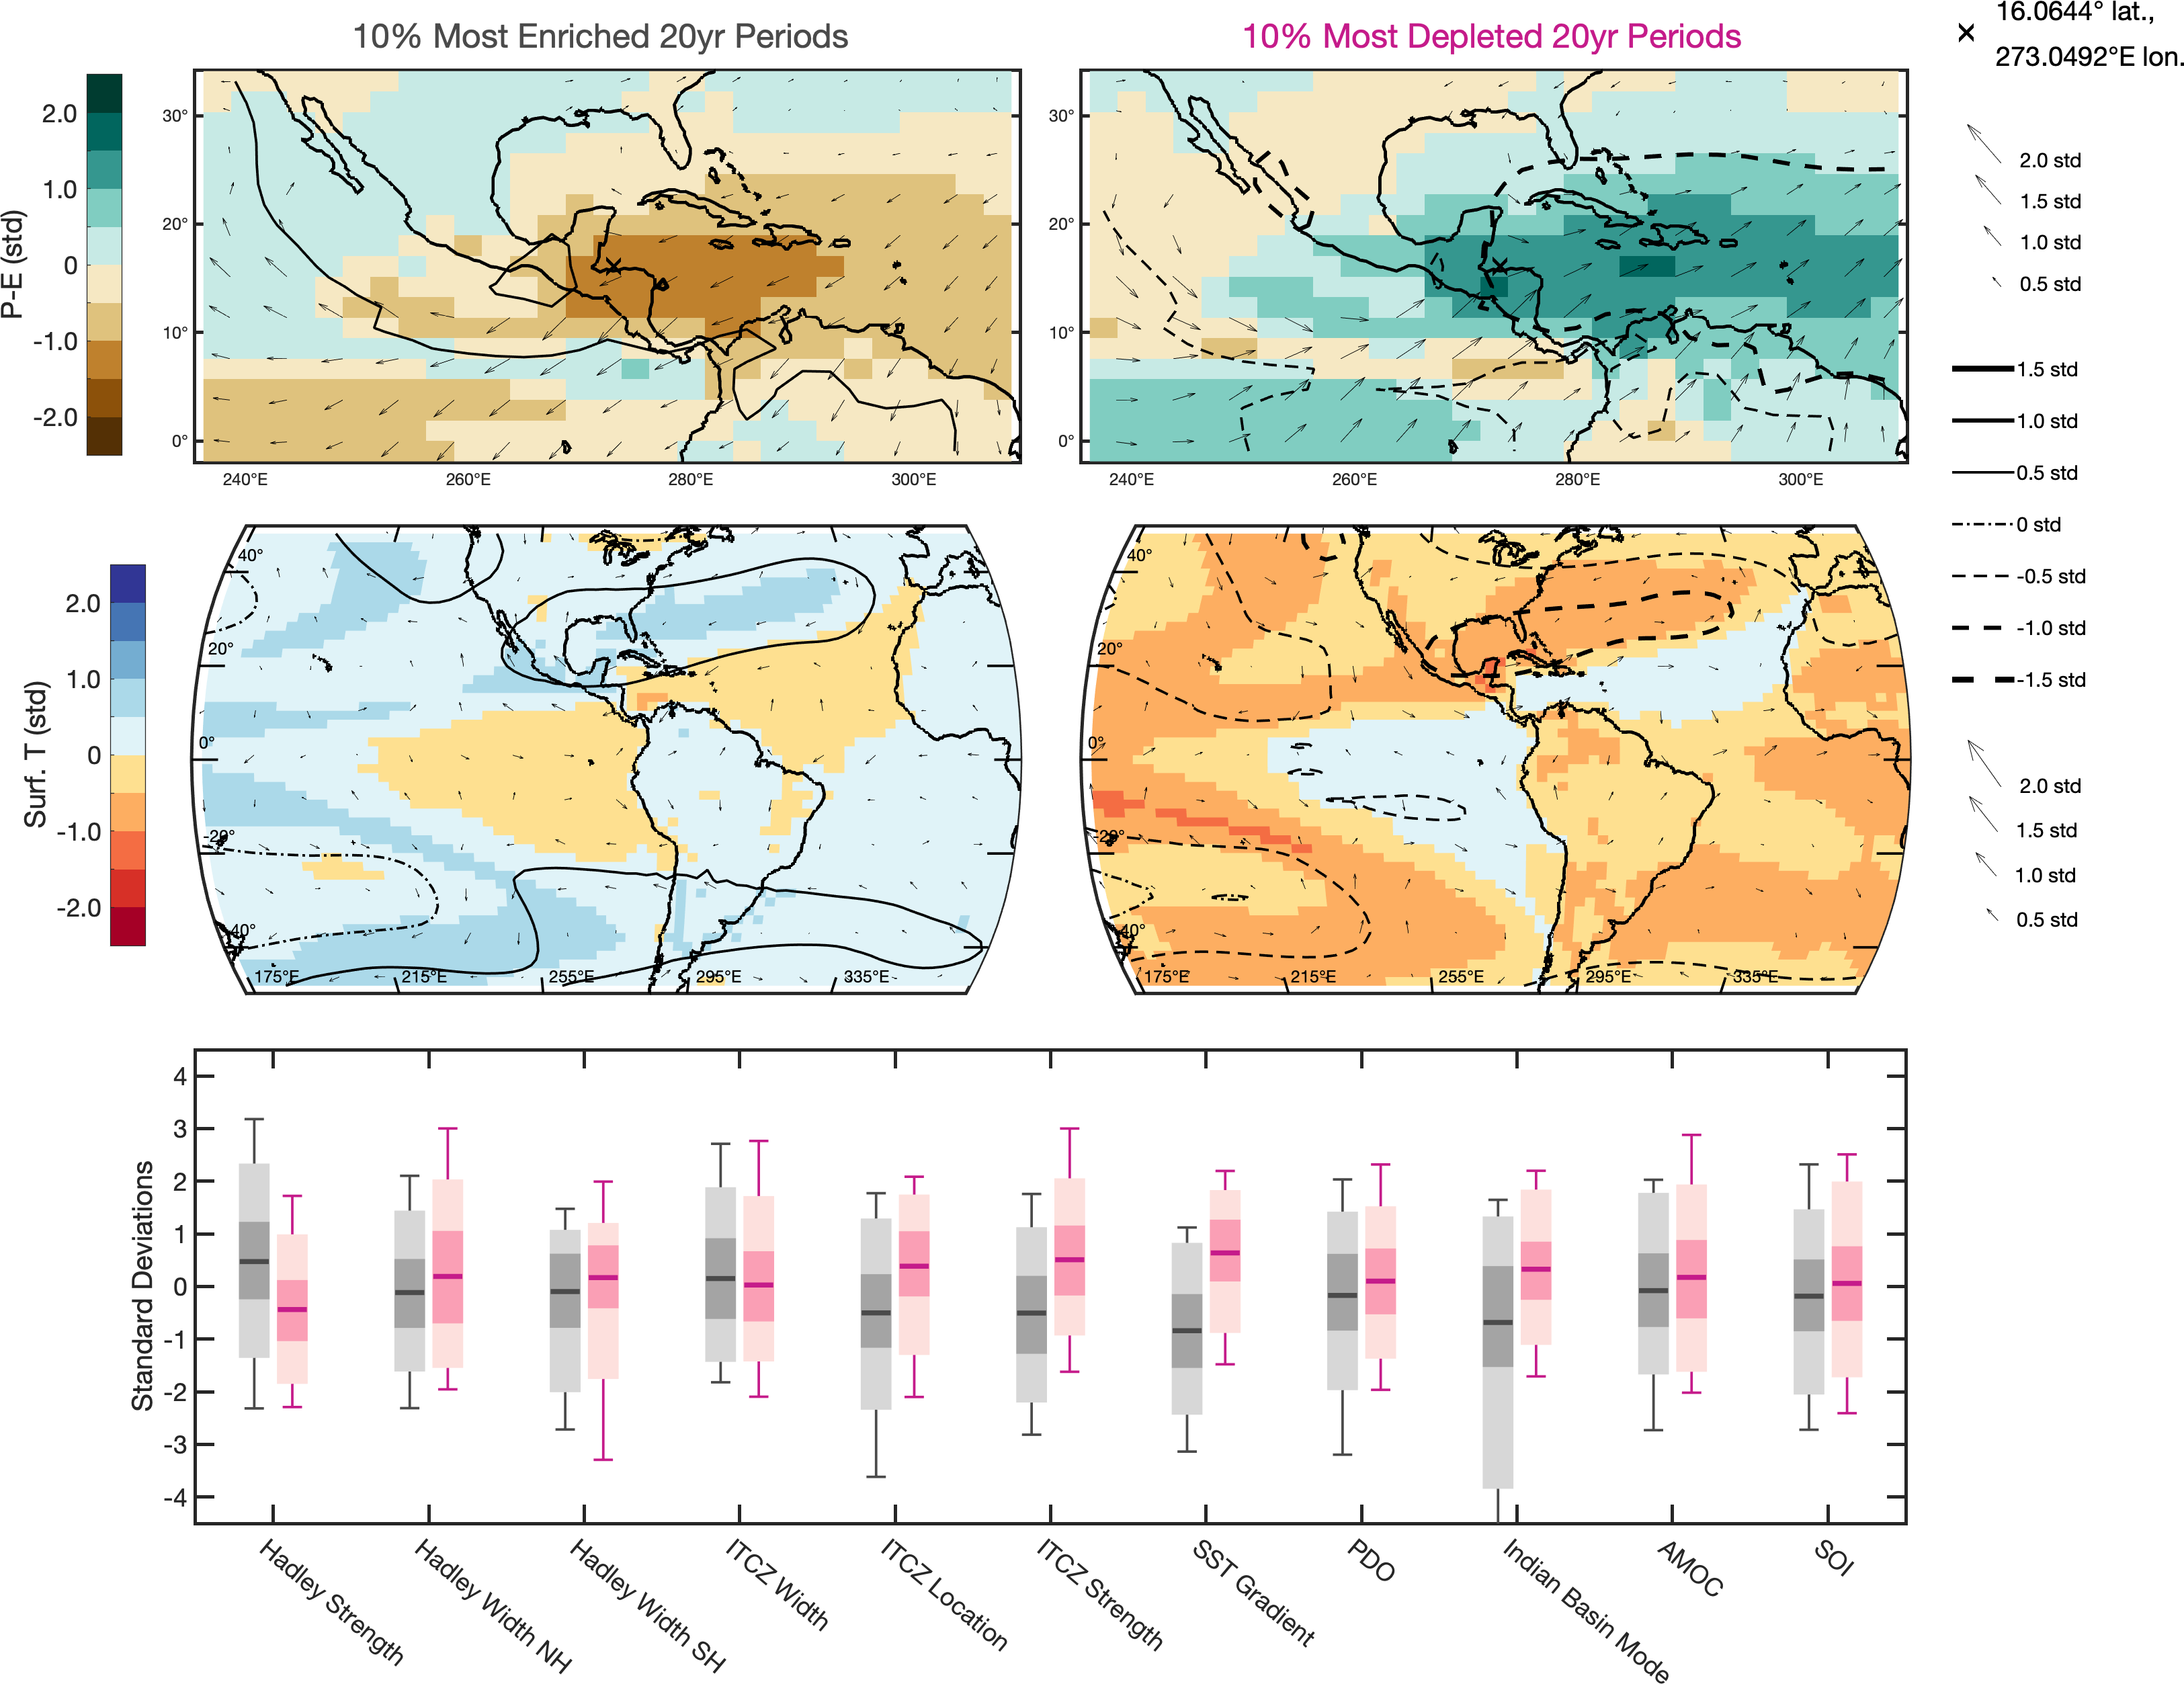 10% Most Enriched 20yr Periods
10% Most Depleted 20yr Periods
16.0644° lat.,
273.0492°E lon.
P-E (std)
2.0
1.0
0
-1.0
-2.0
30°
20°
10°
0°
240°E
260°E
280°E
300°E
30°
20°
10°
0°
240°E
260°E
280°E
300°E
2.0 std
1.5 std
1.0 std
0.5 std
1.5 std
1.0 std
0.5 std
0 std
-0.5 std
-1.0 std
-1.5 std
2.0 std
1.5 std
1.0 std
0.5 std
Surf. T (std)
2.0
1.0
0
-1.0
-2.0
40°
20°
0°
-20°
-40°
175°E
215°E
255°E
295°E
335°E
40°
20°
0°
-20°
-40°
175°E
215°E
255°E
295°E
335°E
Standard Deviations
4
3
2
1
0
-1
-2
-3
-4
Hadley Strength
Hadley Width NH
Hadley Width SH
ITCZ Width
ITCZ Location
ITCZ Strength
SST Gradient
PDO
Indian Basin Mode
AMOC
SOI